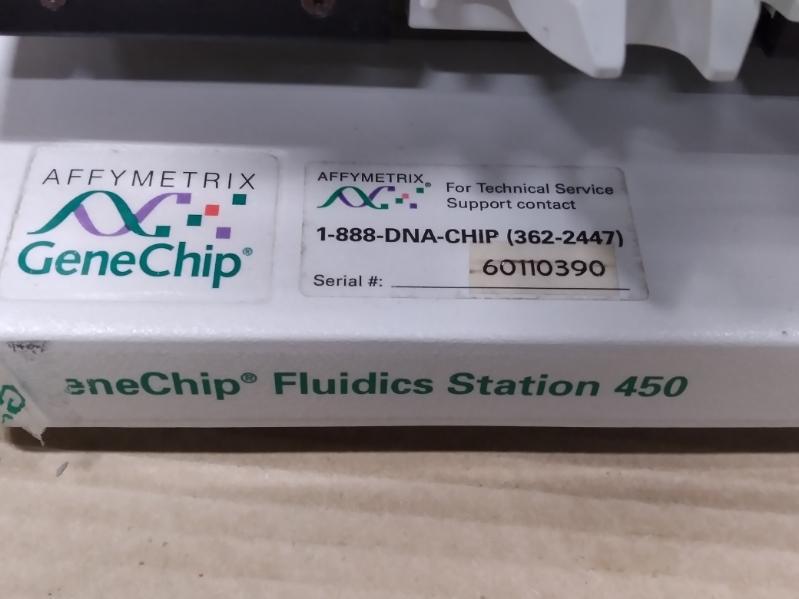 AFFYMETRIX
GeneChip®
AFFYMETRIX®
For Technical Service
Support contact
1-888-DNA-CHIP (362-2447)
60110390
Serial #:
eneChip® Fluidics Station 450